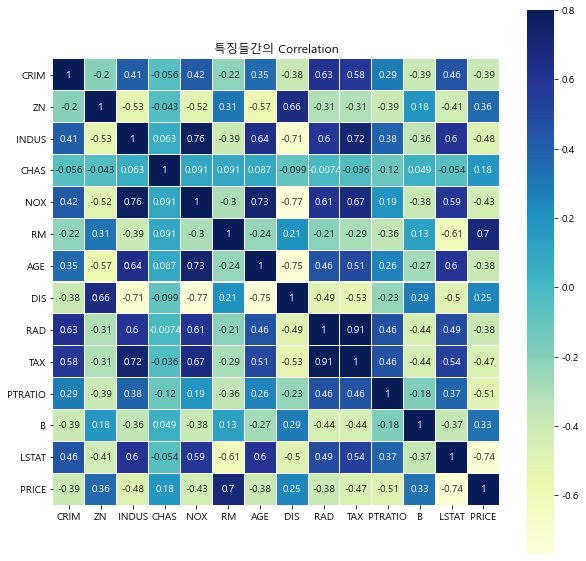 특징들간의 Correlation
CRIM 1 -0.2 0.41 -0.056 0.42 -0.22 0.35 -0.38 0.63 0.58 0.29 -0.39 0.46 -0.39
ZN -0.2 1 -0.53 -0.043 -0.52 0.31 -0.57 0.66 -0.31 -0.31 -0.39 0.18 -0.41 0.36
INDUS 0.41 -0.53 1 0.063 0.76 -0.39 0.64 -0.71 0.6 0.72 0.38 -0.36 0.6 -0.48
CHAS -0.056 -0.043 0.063 1 0.091 0.091 0.087 -0.099 -0.0074 -0.036 -0.12 0.049 -0.054 0.18
NOX 0.42 -0.52 0.76 0.091 1 -0.3 0.73 -0.77 0.61 0.67 0.19 -0.38 0.59 -0.43
RM -0.22 0.31 -0.39 0.091 -0.3 1 -0.24 0.21 -0.21 -0.29 -0.36 0.13 -0.61 0.7
AGE 0.35 -0.57 0.64 0.087 0.73 -0.24 1 -0.75 0.46 0.51 0.26 -0.27 0.6 -0.38
DIS -0.38 0.66 -0.71 -0.099 -0.77 0.21 -0.75 1 -0.49 -0.53 -0.23 0.29 -0.5 0.25
RAD 0.63 -0.31 0.6 -0.0074 0.61 -0.21 0.46 -0.49 1 0.91 0.46 -0.44 0.49 -0.38
TAX 0.58 -0.31 0.72 -0.036 0.67 -0.29 0.51 -0.53 0.91 1 0.46 -0.44 0.54 -0.47
PTRATIO 0.29 -0.39 0.38 -0.12 0.19 -0.36 0.26 -0.23 0.46 0.46 1 -0.18 0.37 -0.51
B -0.39 0.18 -0.36 0.049 -0.38 0.13 -0.27 0.29 -0.44 -0.44 -0.18 1 -0.37 0.33
LSTAT 0.46 -0.41 0.6 -0.054 0.59 -0.61 0.6 -0.5 0.49 0.54 0.37 -0.37 1 -0.74
PRICE -0.39 0.36 -0.48 0.18 -0.43 0.7 -0.38 0.25 -0.38 -0.47 -0.51 0.33 -0.74 1
CRIM ZN INDUS CHAS NOX RM AGE DIS RAD TAX PTRATIO B LSTAT PRICE
0.8
0.6
0.4
0.2
0.0
-0.2
-0.4
-0.6